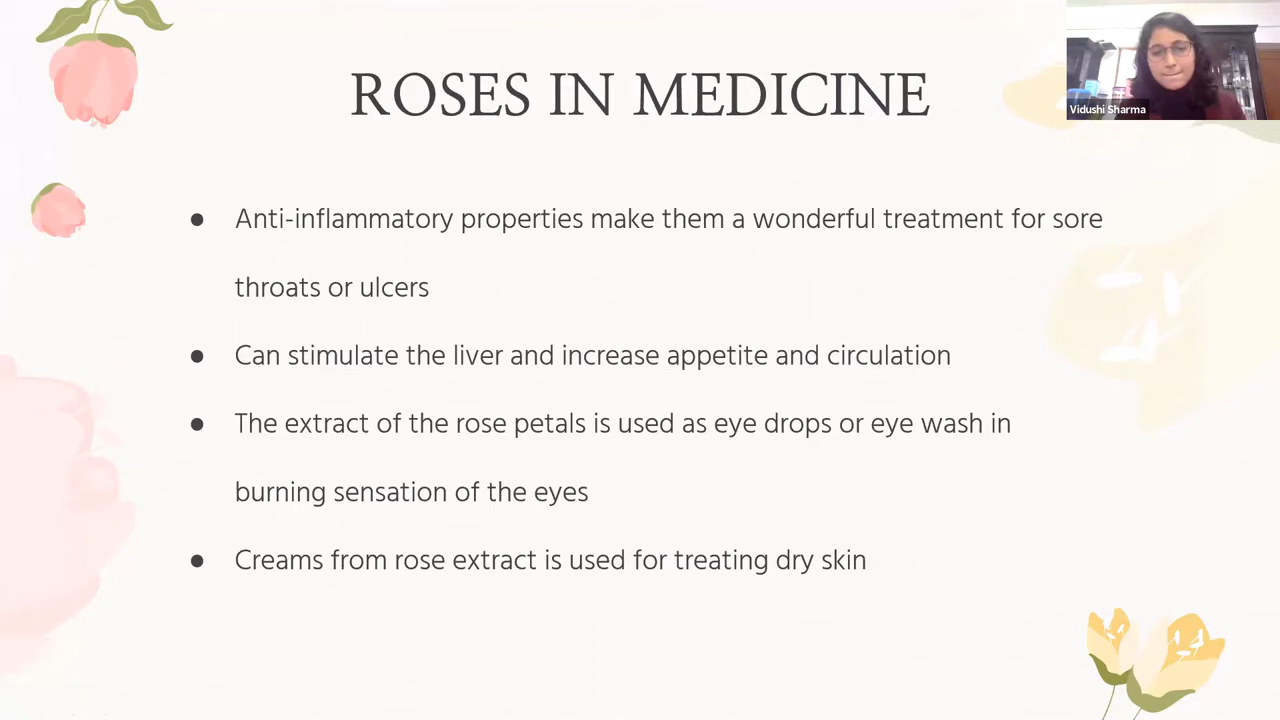 ROSES IN MEDICINE
Vidushi Sharma
● Anti-inflammatory properties make them a wonderful treatment for sore
throats or ulcers
● Can stimulate the liver and increase appetite and circulation
● The extract of the rose petals is used as eye drops or eye wash in
burning sensation of the eyes
● Creams from rose extract is used for treating dry skin